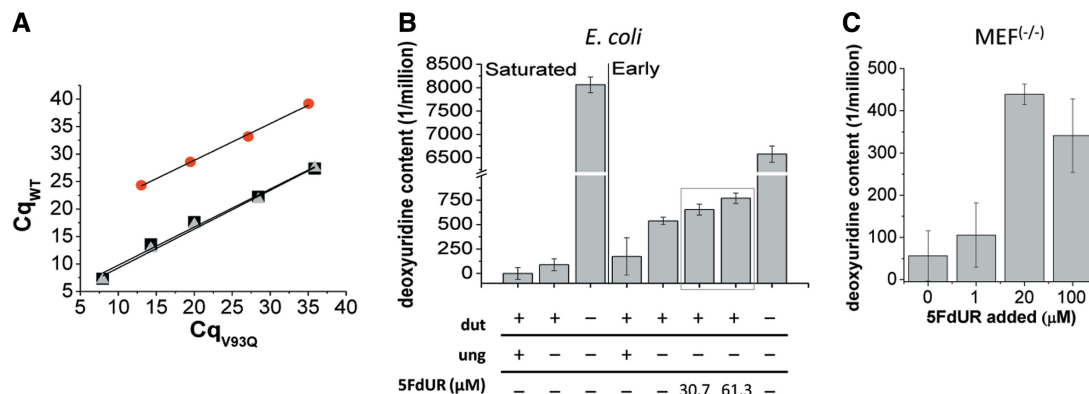 A
Cq_WT
40
35
30
25
20
15
10
5
5 10 15 20 25 30 35 40
Cq_V93Q
B
E. coli
deoxyuridine content (1/million)
8500
8000
6500
750
500
250
0
Saturated Early
dut + + – + + + + –
ung + – – + – – – –
5FdUR (µM) – – – – – 30.7 61.3 –
C
MEF(-/-)
deoxyuridine content (1/million)
500
400
300
200
100
0
0 1 20 100
5FdUR added (µM)